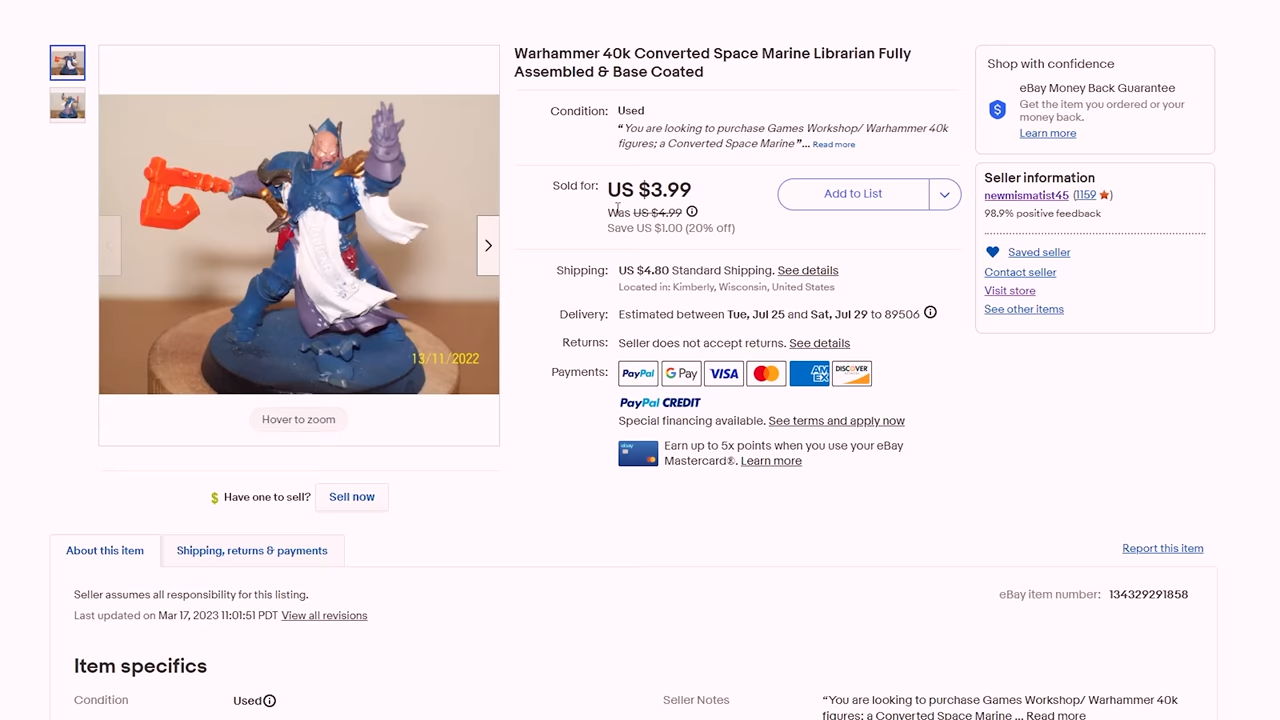 Warhammer 40k Converted Space Marine Librarian Fully
Assembled & Base Coated
Condition: Used
“You are looking to purchase Games Workshop/ Warhammer 40k
figures; a Converted Space Marine”... Read more
Sold for: US $3.99
Was US $4.99
Save US $1.00 (20% off)
Add to List
Shipping: US $4.80 Standard Shipping. See details
Located in: Kimberly, Wisconsin, United States
Delivery: Estimated between Tue, Jul 25 and Sat, Jul 29 to 89506
Returns: Seller does not accept returns. See details
Payments: PayPal G Pay VISA MasterCard AM EX DISCOVER
PayPal CREDIT
Special financing available. See terms and apply now
ebay
Earn up to 5x points when you use your eBay
Mastercard®. Learn more
Shop with confidence
eBay Money Back Guarantee
Get the item you ordered or your
money back.
Learn more
Seller information
newmismatist45 (1159)
98.9% positive feedback
Saved seller
Contact seller
Visit store
See other items
13/11/2022
Hover to zoom
$ Have one to sell? Sell now
About this item
Shipping, returns & payments
Report this item
Seller assumes all responsibility for this listing.
Last updated on Mar 17, 2023 11:01:51 PDT View all revisions
eBay item number: 134329291858
Item specifics
Condition Used
Seller Notes “You are looking to purchase Games Workshop/ Warhammer 40k
figures; a Converted Space Marine ... Read more